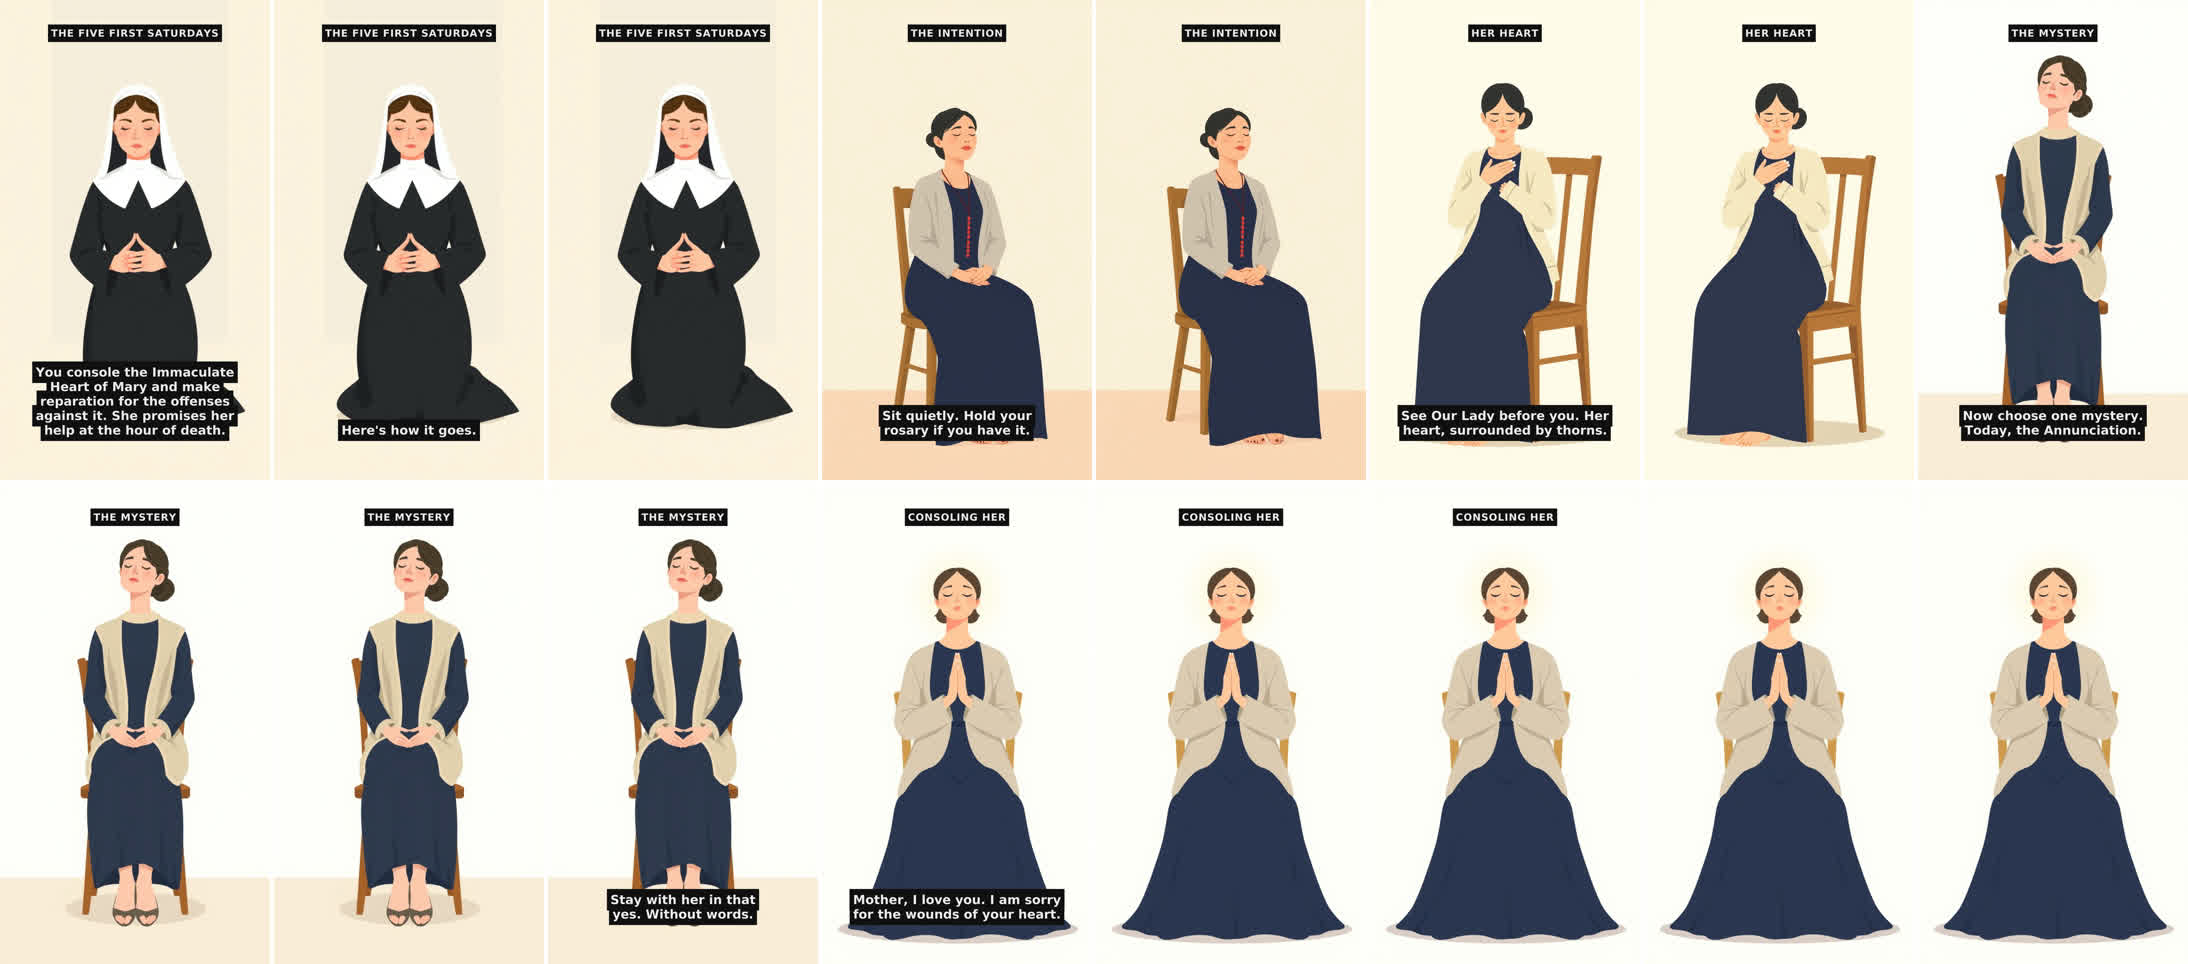 THE FIVE FIRST SATURDAYS
You console the Immaculate
Heart of Mary and make
reparation for the offenses
against it. She promises her
help at the hour of death.
THE FIVE FIRST SATURDAYS
Here's how it goes.
THE FIVE FIRST SATURDAYS
THE INTENTION
Sit quietly. Hold your
rosary if you have it.
THE INTENTION
HER HEART
See Our Lady before you. Her
heart, surrounded by thorns.
HER HEART
THE MYSTERY
Now choose one mystery.
Today, the Annunciation.
THE MYSTERY
THE MYSTERY
THE MYSTERY
Stay with her in that
yes. Without words.
CONSOLING HER
Mother, I love you. I am sorry
for the wounds of your heart.
CONSOLING HER
CONSOLING HER